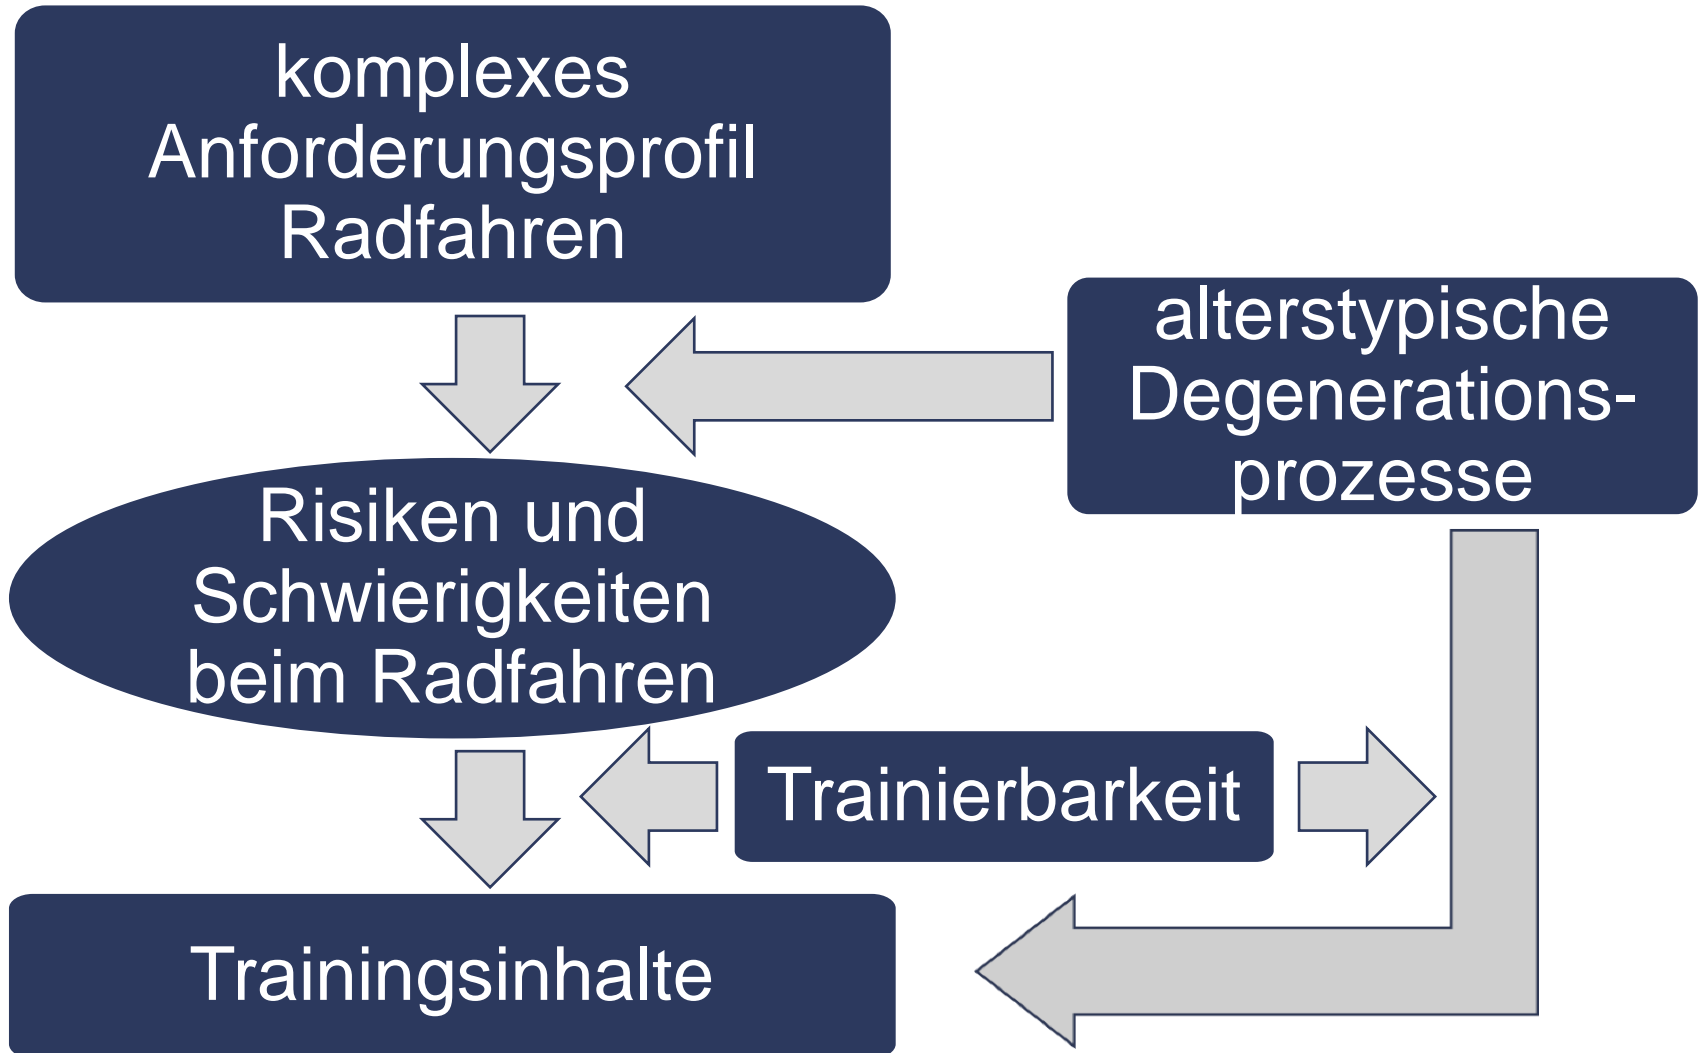 komplexes
Anforderungsprofil
Radfahren
alterstypische
Degenerations-
prozesse
Risiken und
Schwierigkeiten
beim Radfahren
Trainierbarkeit
Trainingsinhalte